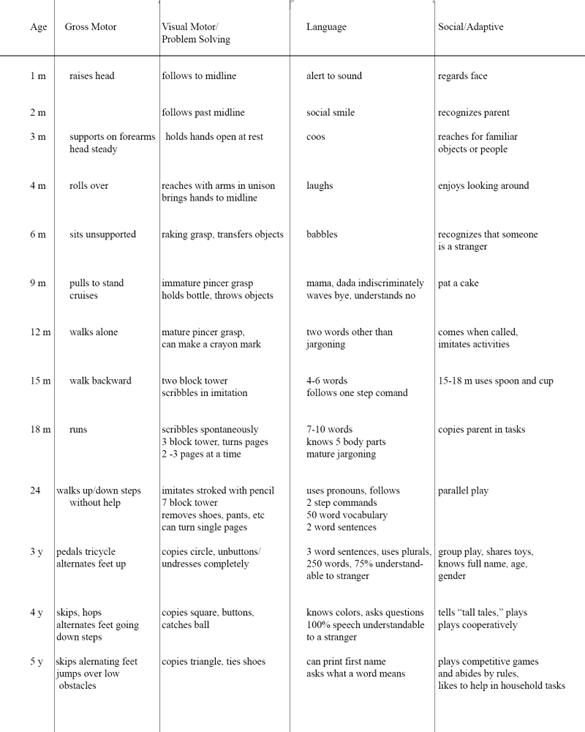 Age Gross Motor Visual Motor/ Language Social/Adaptive
Problem Solving
1 m raises head follows to midline alert to sound regards face
2 m follows past midline social smile recognizes parent
3 m supports on forearms holds hands open at rest coos reaches for familiar
head steady objects or people
4 m rolls over reaches with arms in unison laughs enjoys looking around
brings hands to midline
6 m sits unsupported raking grasp, transfers objects babbles recognizes that someone
is a stranger
9 m pulls to stand immature pincer grasp mama, dada indiscriminately pat a cake
cruises holds bottle, throws objects waves bye, understands no
12 m walks alone mature pincer grasp, two words other than comes when called,
can make a crayon mark jargoning imitates activities
15 m walk backward two block tower 4-6 words 15-18 m uses spoon and cup
scribbles in imitation follows one step comand
18 m runs scribbles spontaneously 7-10 words copies parent in tasks
3 block tower, turns pages knows 5 body parts
2 -3 pages at a time mature jargoning
24 walks up/down steps imitates stroked with pencil uses pronouns, follows parallel play
without help 7 block tower 2 step commands
removes shoes, pants, etc 50 word vocabulary
can turn single pages 2 word sentences
3 y pedals tricycle copies circle, unbuttons/ 3 word sentences, uses plurals, group play, shares toys,
alternates feet up undresses completely 250 words, 75% understand- knows full name, age,
able to stranger gender
4 y skips, hops copies square, buttons, knows colors, asks questions tells “tall tales,” plays
alternates feet going catches ball 100% speech understandable plays cooperatively
down steps to a stranger
5 y skips alernating feet copies triangle, ties shoes can print first name plays competitive games
jumps over low asks what a word means and abides by rules,
obstacles likes to help in household tasks